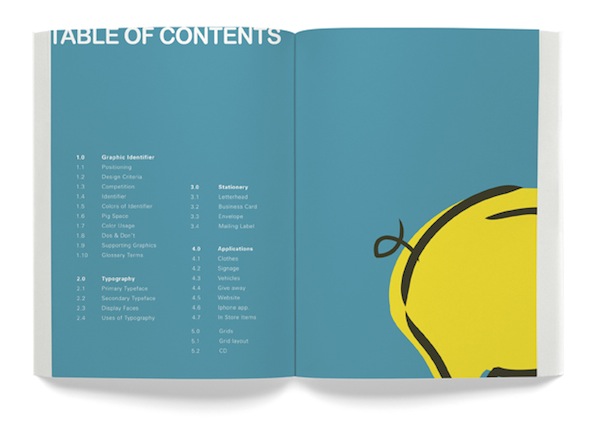 TABLE OF CONTENTS
1.0 Graphic Identifier
1.1 Positioning
1.2 Design Criteria
1.3 Competition
1.4 Identifier
1.5 Colors of Identifier
1.6 Pig Space
1.7 Color Usage
1.8 Dos & Don't
1.9 Supporting Graphics
1.10 Glossary Terms
2.0 Typography
2.1 Primary Typeface
2.2 Secondary Typeface
2.3 Display Faces
2.4 Uses of Typography
3.0 Stationery
3.1 Letterhead
3.2 Business Card
3.3 Envelope
3.4 Mailing Label
4.0 Applications
4.1 Clothes
4.2 Signage
4.3 Vehicles
4.4 Give away
4.5 Website
4.6 Iphone app.
4.7 In Store Items
5.0 Grids
5.1 Grid layout
5.2 CD